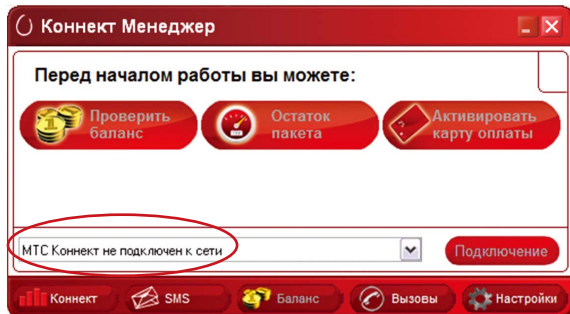 Коннект Менеджер
Перед началом работы вы можете:
Проверить
баланс
Остаток
пакета
Активировать
карту оплаты
МТС Коннект не подключен к сети
Подключение
Коннект
SMS
Баланс
Вызовы
Настройки